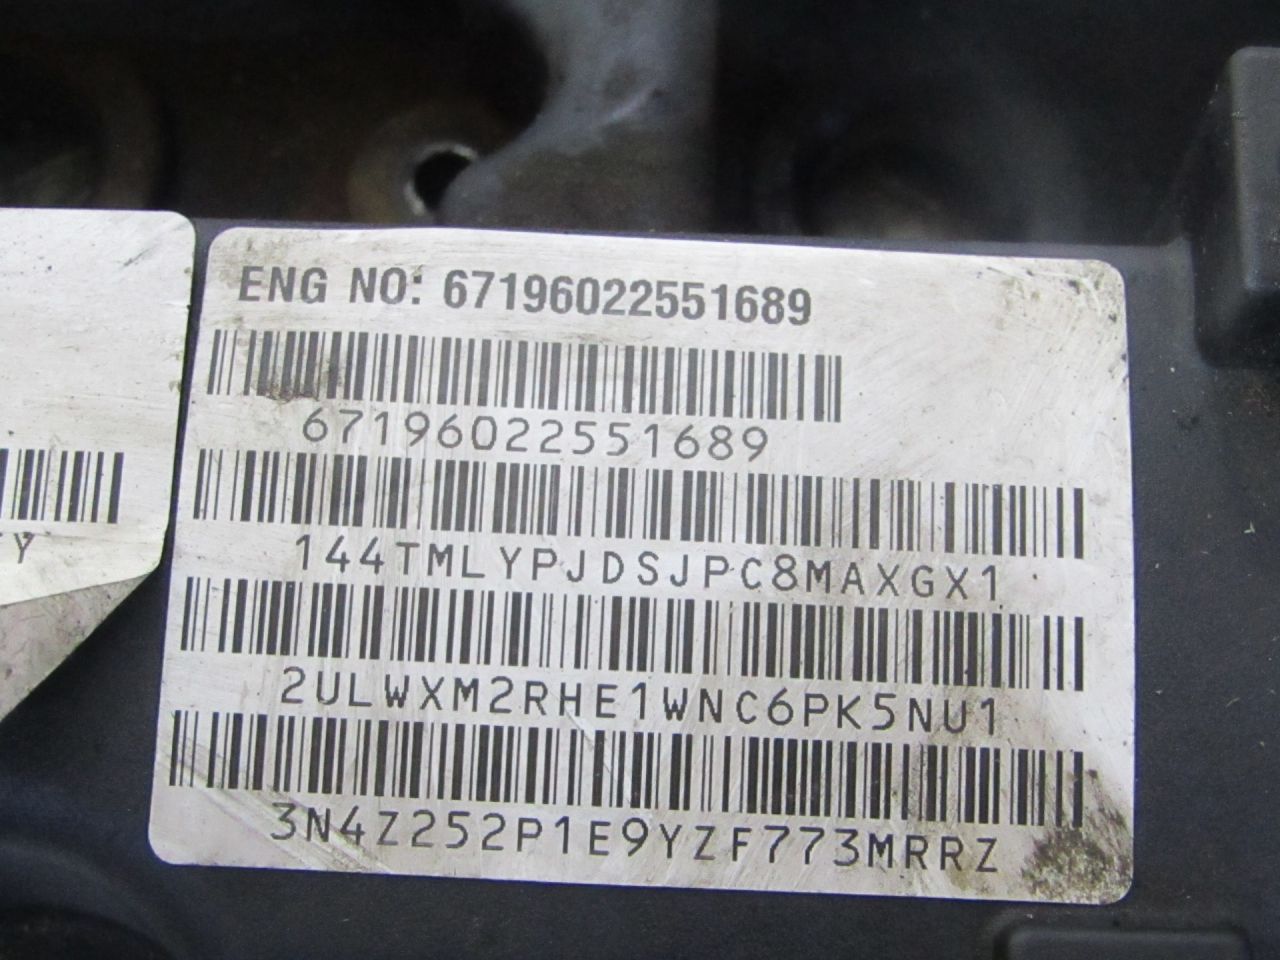 ENG NO: 67196022551689
67196022551689
144TMLYPJDSJPC8MAXGX1
2ULWXM2RHE1WNC6PK5NU1
3N4Z252P1E9YZF773MRRZ
Y